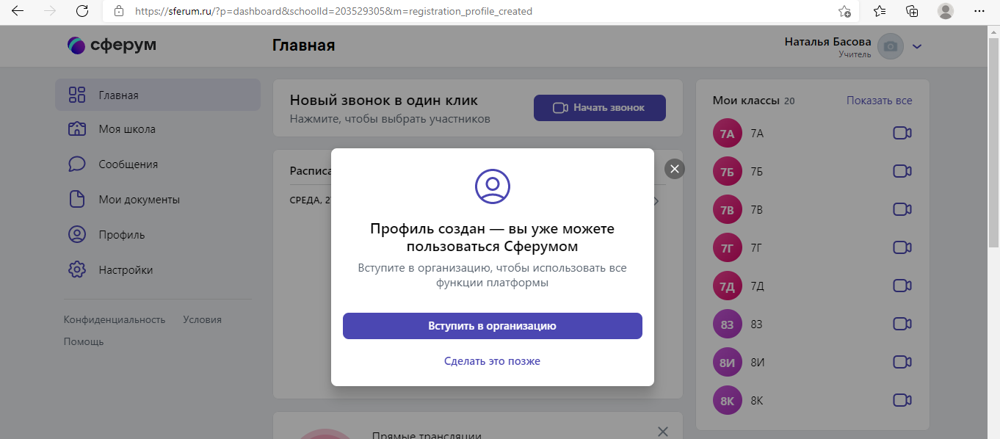 https://sferum.ru/?p=dashboard&schoolId=203529305&m=registration_profile_created
сферум
Главная
Наталья Басова
Учитель
Главная
Моя школа
Сообщения
Мои документы
Профиль
Настройки
Конфиденциальность Условия
Помощь
Новый звонок в один клик
Нажмите, чтобы выбрать участников
Начать звонок
СРЕДА,
Профиль создан — вы уже можете
пользоваться Сферумом
Вступите в организацию, чтобы использовать все
функции платформы
Вступить в организацию
Сделать это позже
Прямые трансляции
Мои классы 20 Показать все
7А 7А
7Б 7Б
7В 7В
7Г 7Г
7Д 7Д
8З 8З
8И 8И
8К 8К